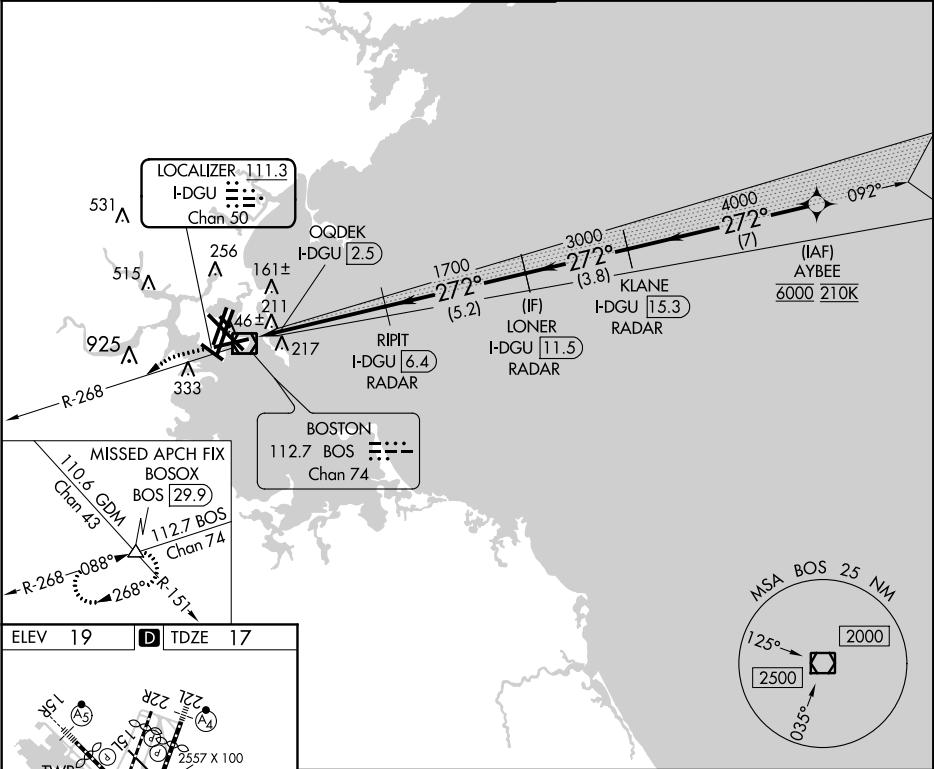 LOCALIZER 111.3
I-DGU
Chan 50
531
515
256
161±
211
46±
217
925
333
R-268
OQDEK
I-DGU 2.5
1700
272°
(5.2)
3000
272°
(3.8)
4000
272°
(7)
092°
RIPIT
I-DGU 6.4
RADAR
(IF)
LONER
I-DGU 11.5
RADAR
KLANE
I-DGU 15.3
RADAR
(IAF)
AYBEE
6000 210K
BOSTON
112.7 BOS
Chan 74
MISSED APCH FIX
BOSOX
BOS 29.9
110.6 GDM
Chan 43
112.7 BOS
Chan 74
R-268
088°
268°
R-151
MSA BOS 25 NM
125°
2000
2500
035°
ELEV 19 D TDZE 17
15R
A5
15L
22R
22L
A4
P
P
P
2557 X 100
TWR